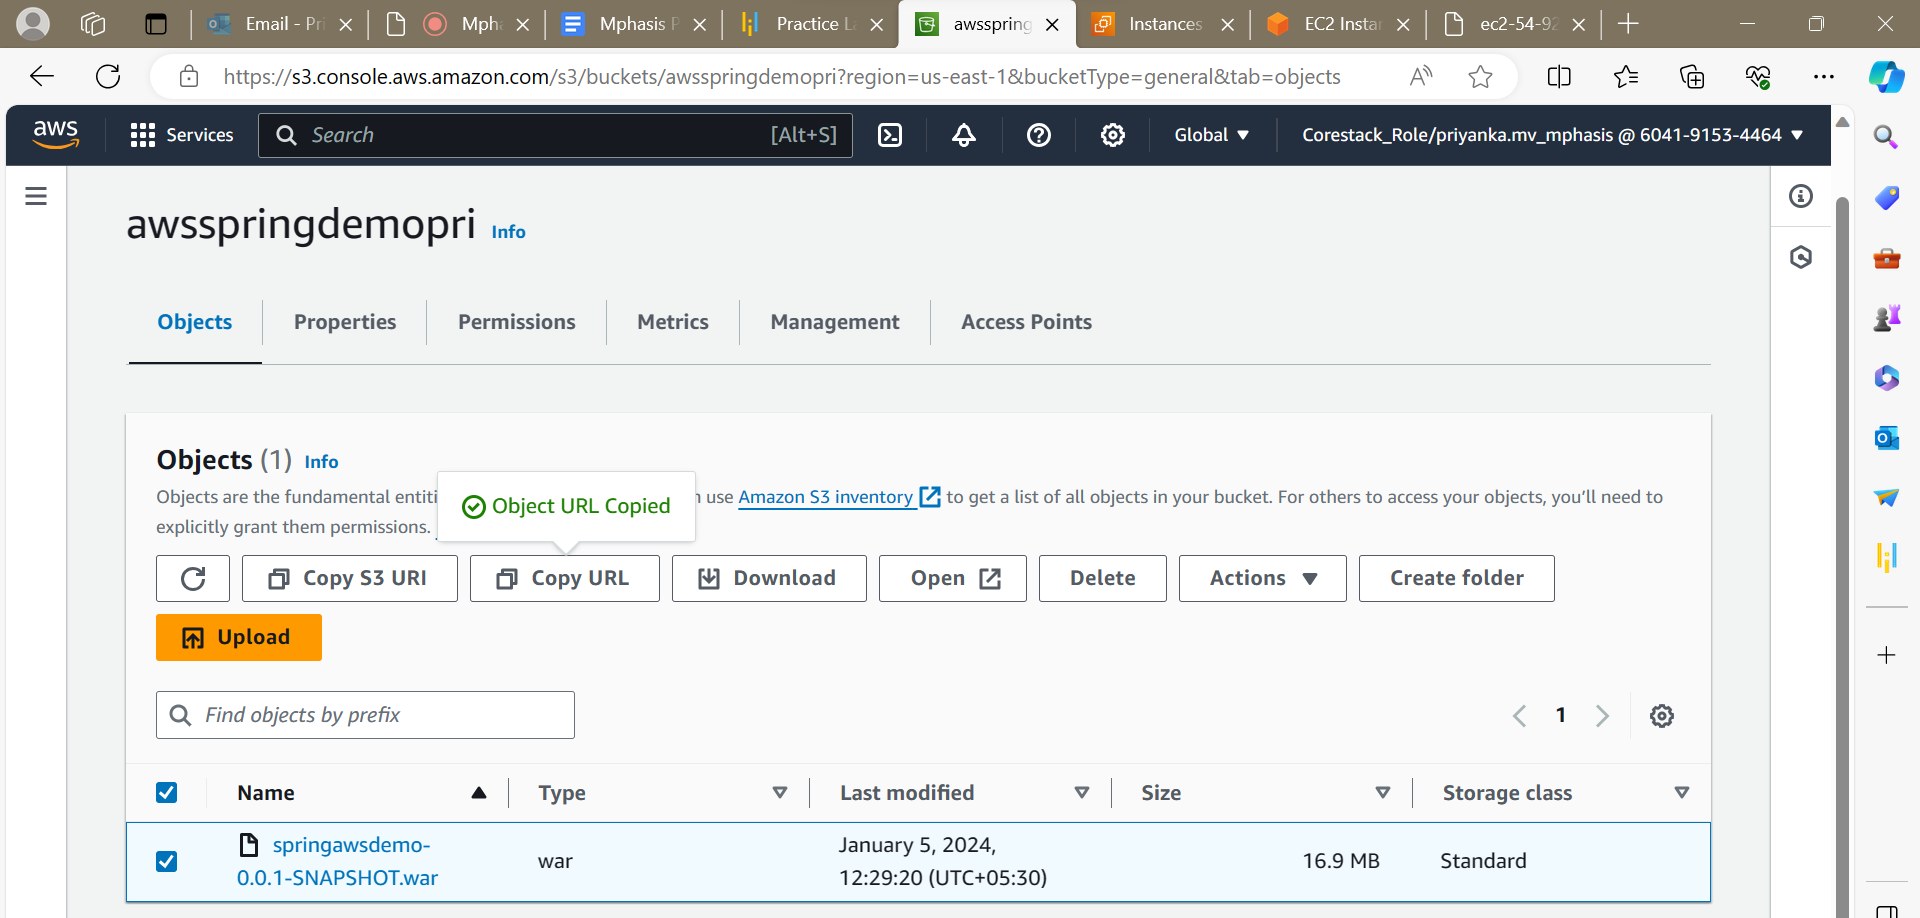 Email - Pri
Mpha
Mphasis P
Practice La
awsspring
Instances
EC2 Instan
ec2-54-92
https://s3.console.aws.amazon.com/s3/buckets/awsspringdemopri?region=us-east-1&bucketType=general&tab=objects
aws
Services
Search
[Alt+S]
Global
Corestack_Role/priyanka.mv_mphasis @ 6041-9153-4464
awsspringdemopri Info
Objects
Properties
Permissions
Metrics
Management
Access Points
Objects (1) Info
Object URL Copied
Objects are the fundamental entiti use Amazon S3 inventory to get a list of all objects in your bucket. For others to access your objects, you'll need to
explicitly grant them permissions.
Copy S3 URI
Copy URL
Download
Open
Delete
Actions
Create folder
Upload
Find objects by prefix
1
Name
Type
Last modified
Size
Storage class
springawsdemo-
0.0.1-SNAPSHOT.war
war
January 5, 2024,
12:29:20 (UTC+05:30)
16.9 MB
Standard